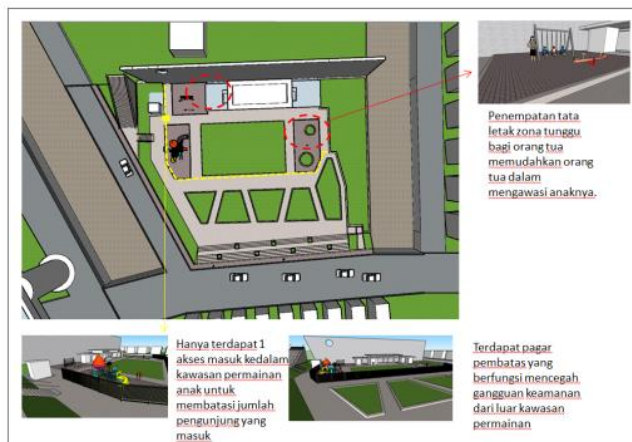 Penempatan tata
letak zona tunggu
bagi orang tua
memudahkan orang
tua dalam
mengawasi anaknya.
Hanya terdapat 1
akses masuk kedalam
kawasan permainan
anak untuk
membatasi jumlah
pengunjung yang
masuk
Terdapat pagar
pembatas yang
berfungsi mencegah
gangguan keamanan
dari luar kawasan
permainan